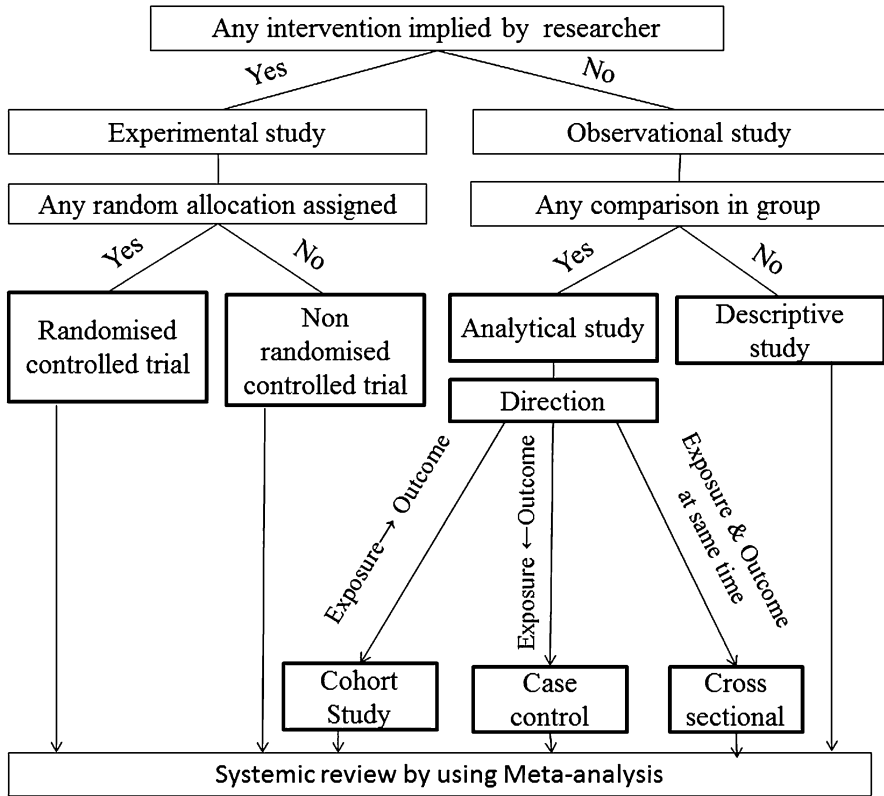 Any intervention implied by researcher
Yes
No
Experimental study
Observational study
Any random allocation assigned
Any comparison in group
Yes
No
Yes
No
Randomised
controlled trial
Non
randomised
controlled trial
Analytical study
Descriptive
study
Direction
Exposure→ Outcome
Exposure ←Outcome
Exposure & Outcome
at same time
Cohort
Study
Case
control
Cross
sectional
Systemic review by using Meta-analysis